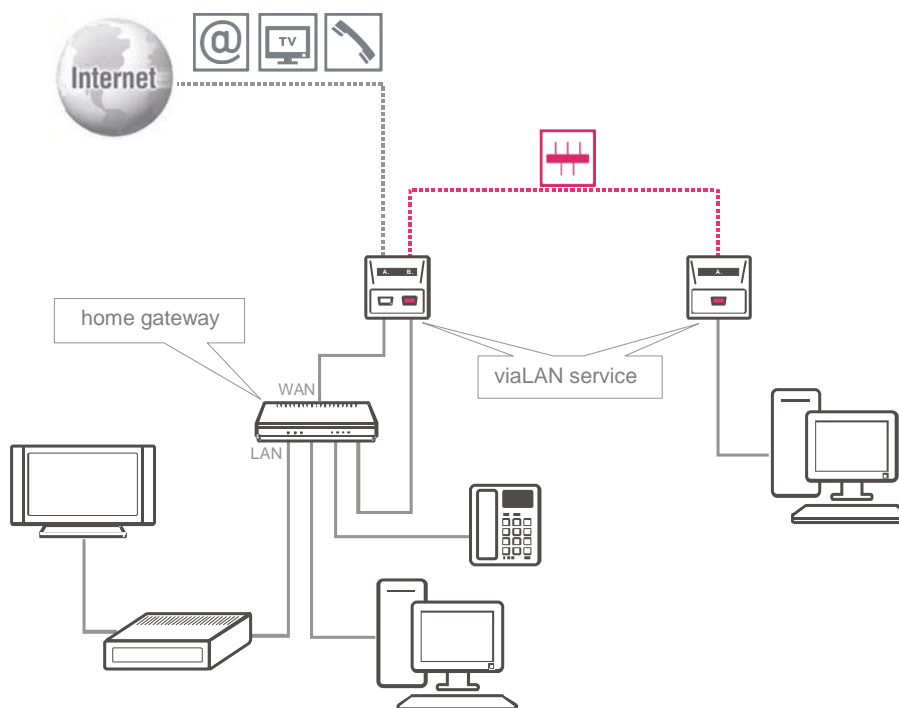 @
TV
Internet
A. B.
A.
home gateway
viaLAN service
WAN
LAN